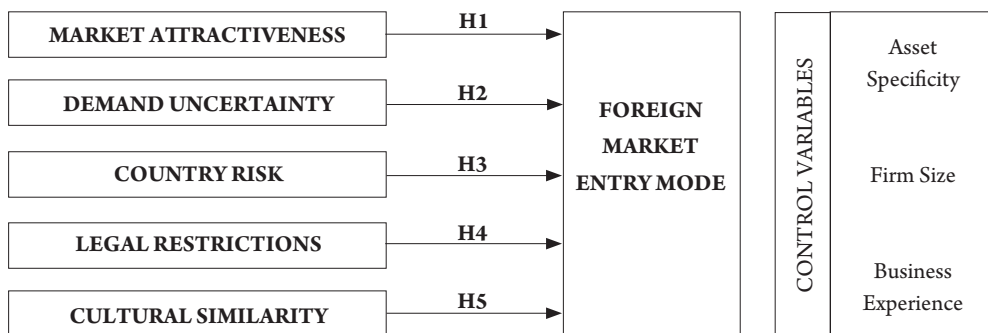 MARKET ATTRACTIVENESS
H1
DEMAND UNCERTAINTY
H2
COUNTRY RISK
H3
LEGAL RESTRICTIONS
H4
CULTURAL SIMILARITY
H5
FOREIGN
MARKET
ENTRY MODE
CONTROL VARIABLES
Asset
Specificity
Firm Size
Business
Experience